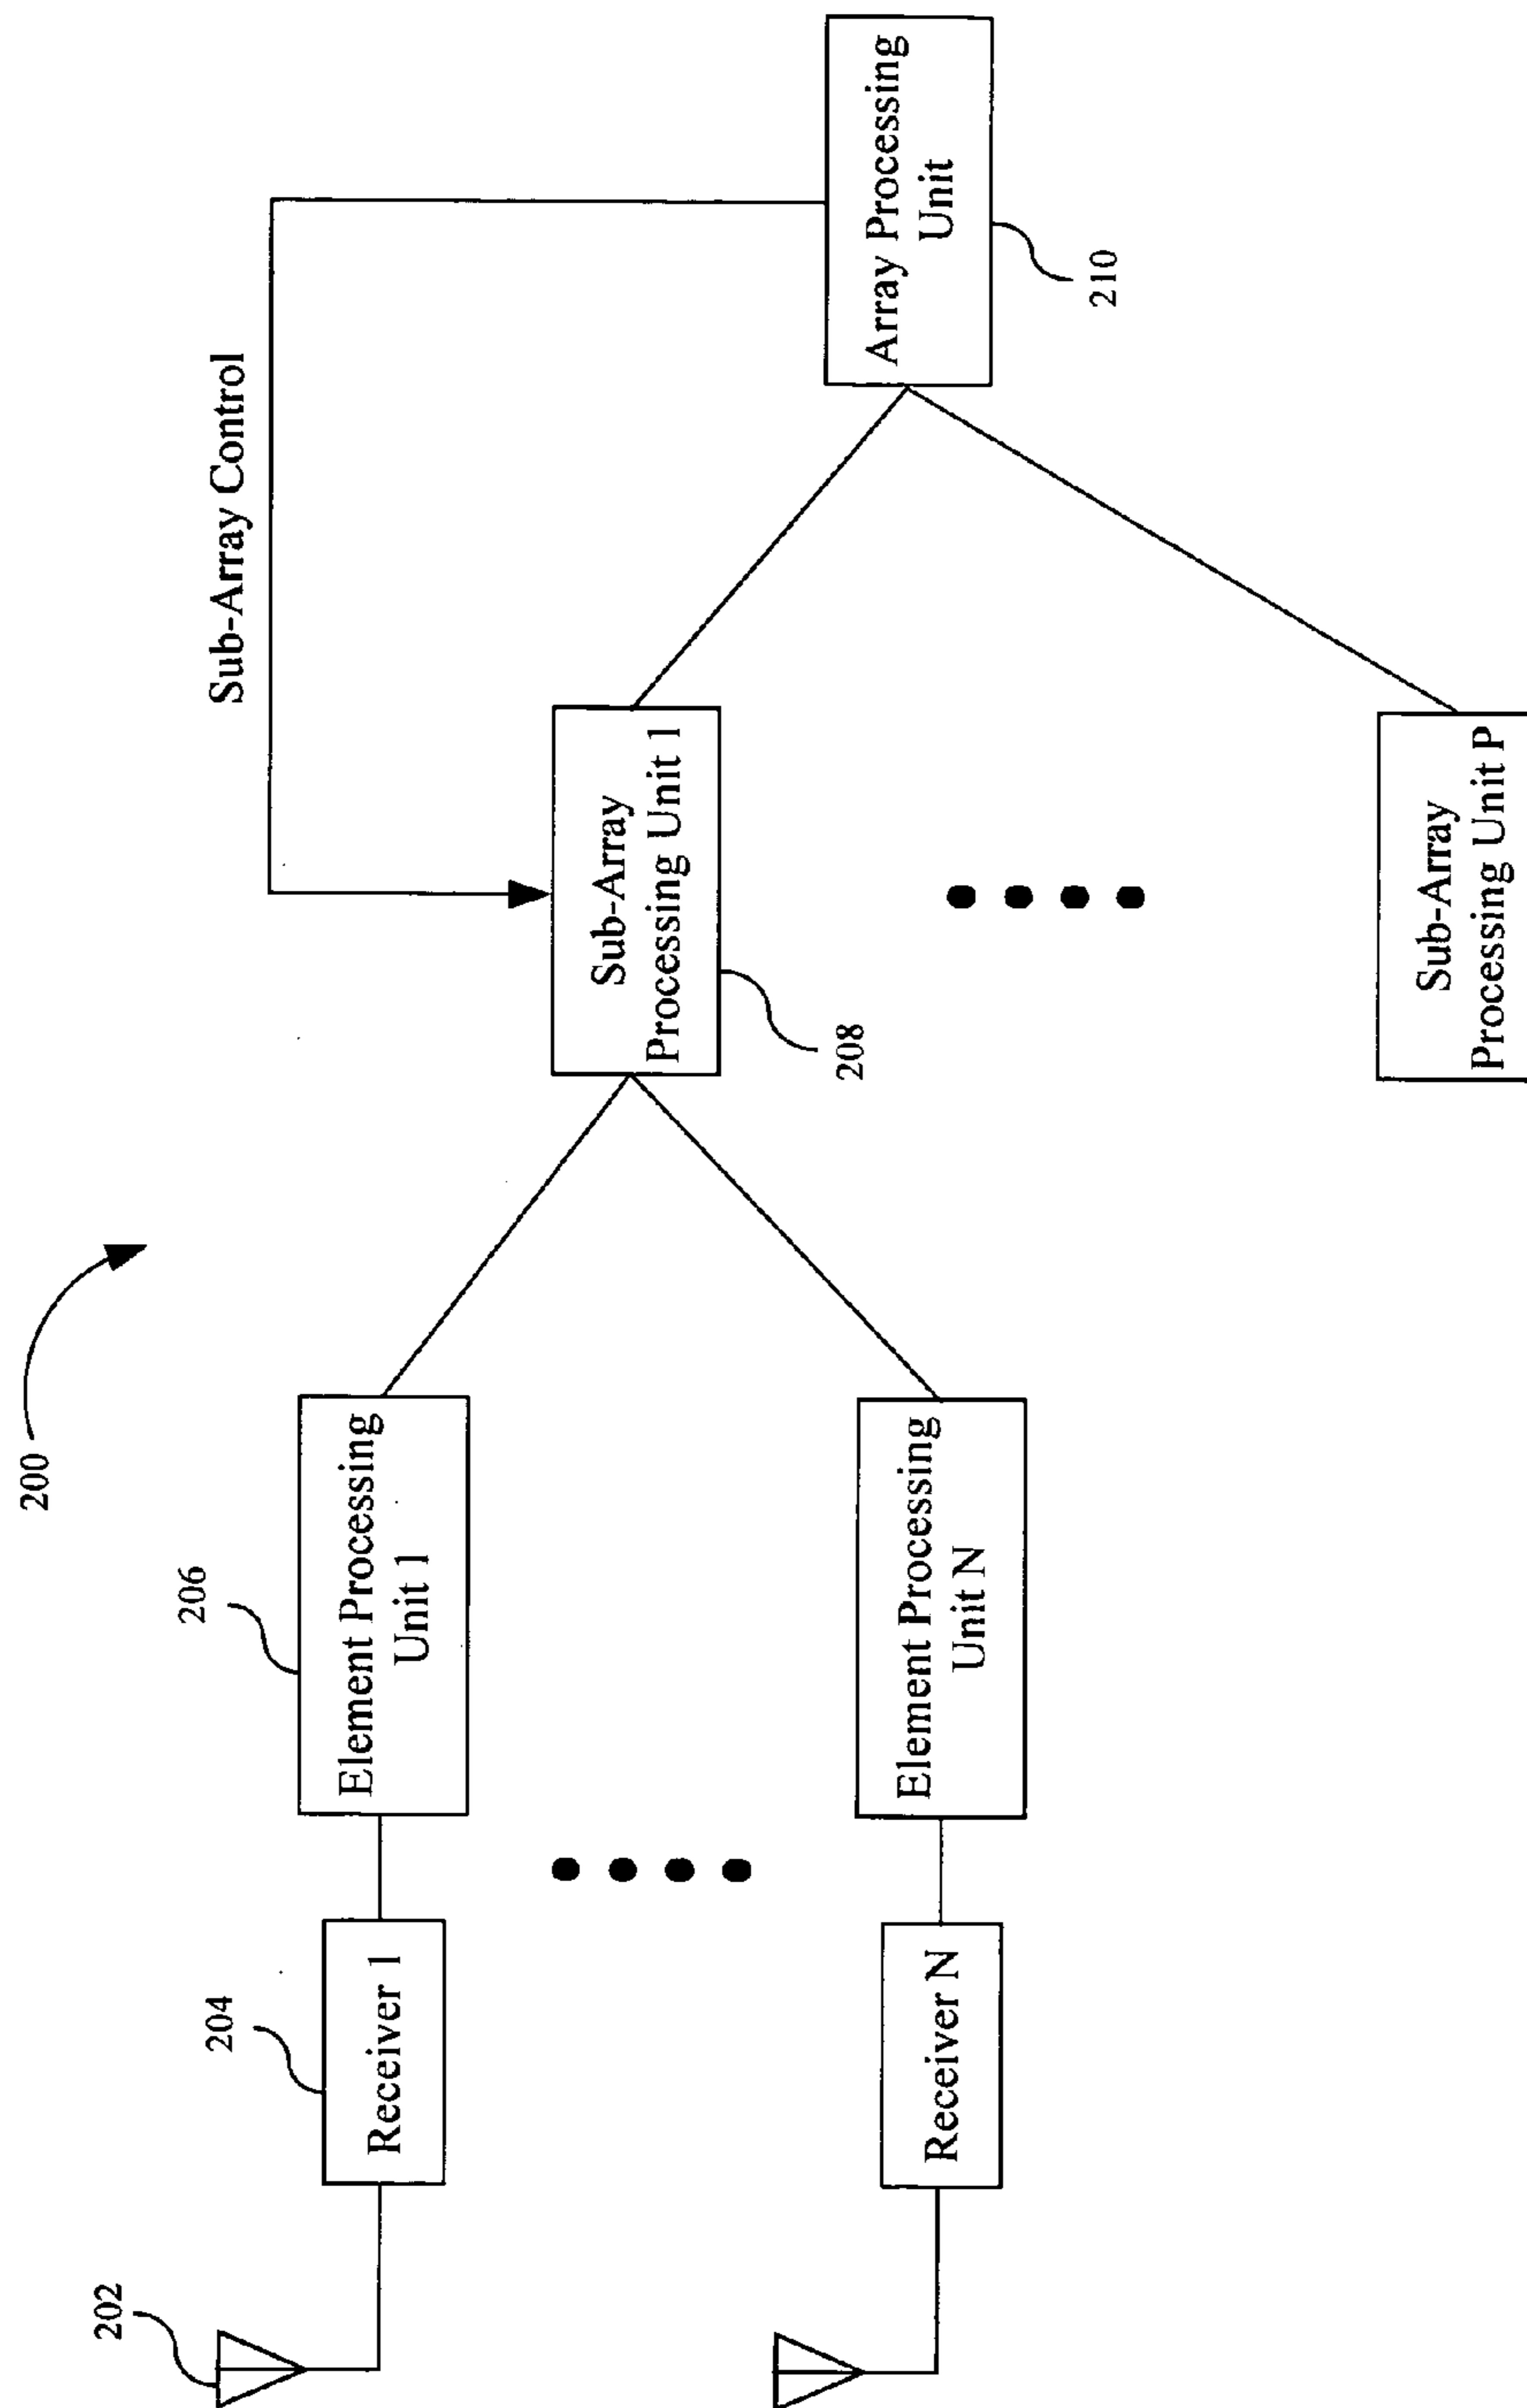 200
Sub-Array Control
202
204
206
Receiver 1
Element Processing
Unit 1
Sub-Array
Processing Unit 1
208
Array Processing
Unit
210
Receiver N
Element Processing
Unit N
Sub-Array
Processing Unit P